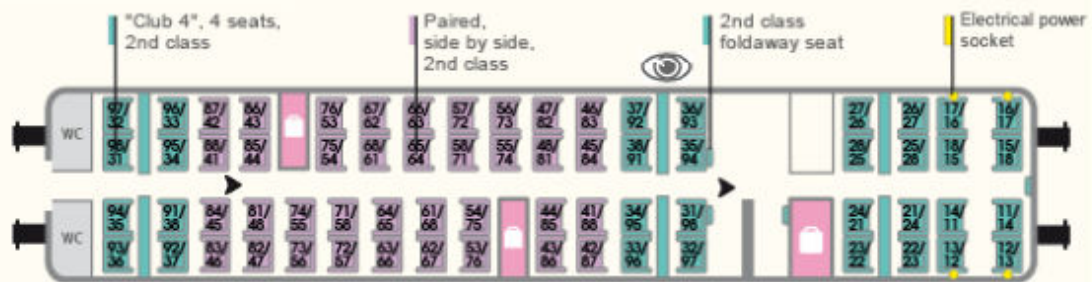 "Club 4", 4 seats,
2nd class
Paired,
side by side,
2nd class
2nd class
foldaway seat
Electrical power
socket
97/ 96/ 87/ 86/ 76/ 67/ 66/ 57/ 56/ 47/ 46/ 37/ 36/ 27/ 26/ 17/ 16/
32 33 42 43 53 62 63 72 73 82 83 92 93 26 27 16 17
WC
98/ 95/ 88/ 85/ 75/ 68/ 65/ 58/ 55/ 48/ 45/ 38/ 35/ 28/ 25/ 18/ 15/
31 34 41 44 54 61 64 71 74 81 84 91 94 25 28 15 18
94/ 91/ 84/ 81/ 74/ 71/ 64/ 61/ 54/ 44/ 41/ 34/ 31/ 24/ 21/ 14/ 11/
35 38 45 48 55 58 65 68 75 85 88 95 98 21 24 11 14
WC
93/ 92/ 83/ 82/ 73/ 72/ 63/ 62/ 53/ 43/ 42/ 33/ 32/ 23/ 22/ 13/ 12/
36 37 46 47 56 57 66 67 76 86 87 96 97 22 23 12 13